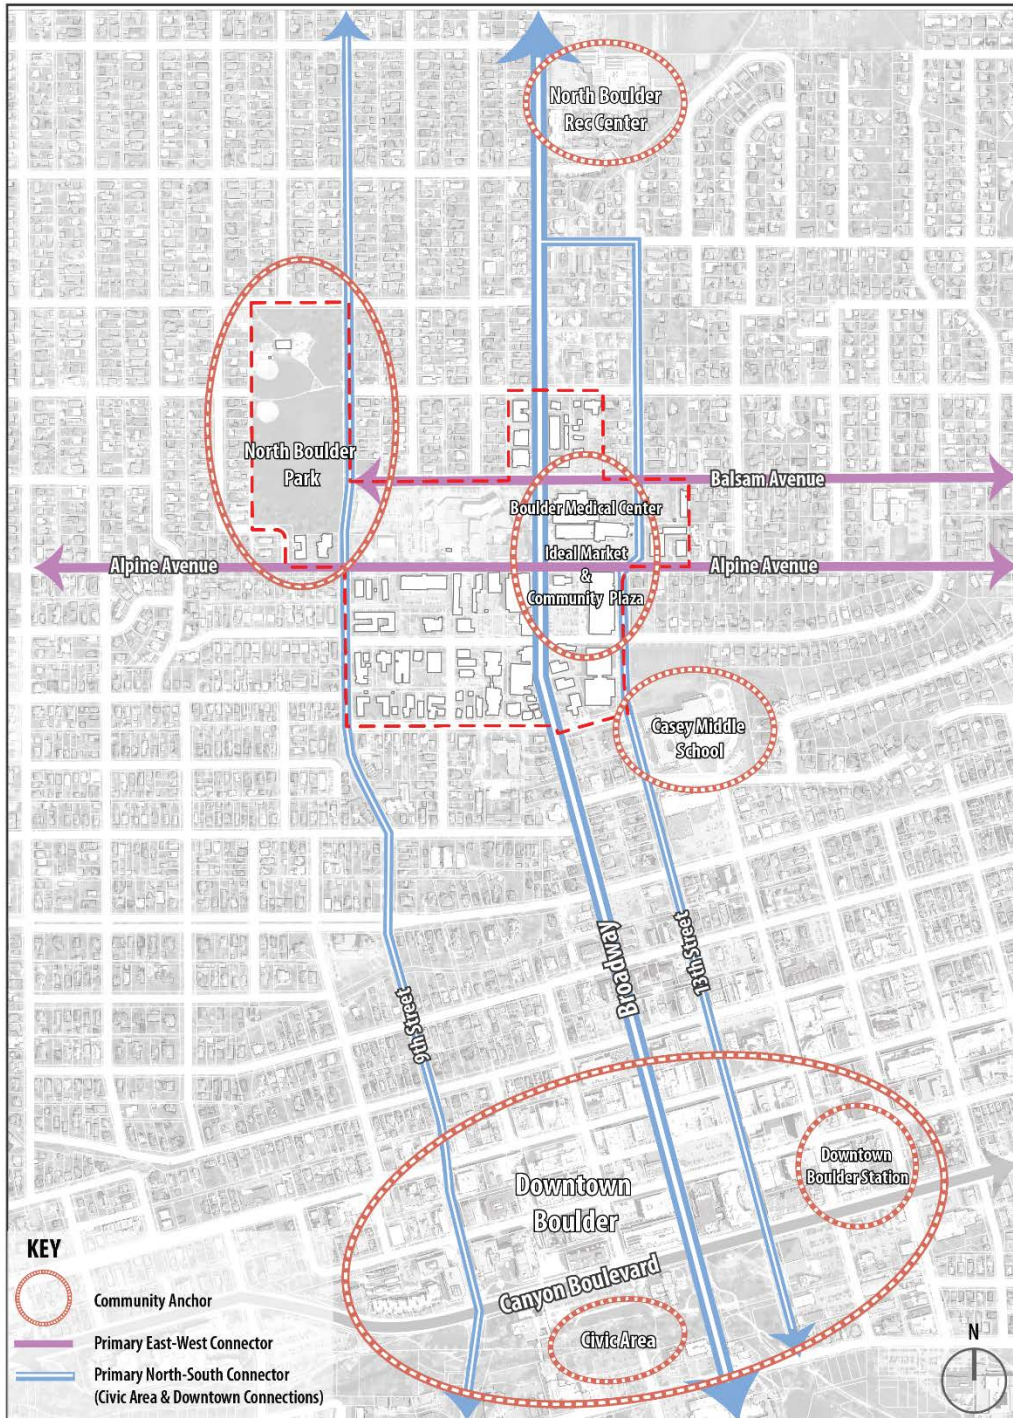 North Boulder
Rec Center
North Boulder
Park
Balsam Avenue
Boulder Medical Center
Ideal Market
&
Community Plaza
Alpine Avenue
Alpine Avenue
Casey Middle
School
Broadway
13th Street
9th Street
Downtown
Boulder Station
Downtown
Boulder
Canyon Boulevard
Civic Area
KEY
Community Anchor
Primary East-West Connector
Primary North-South Connector
(Civic Area & Downtown Connections)
N